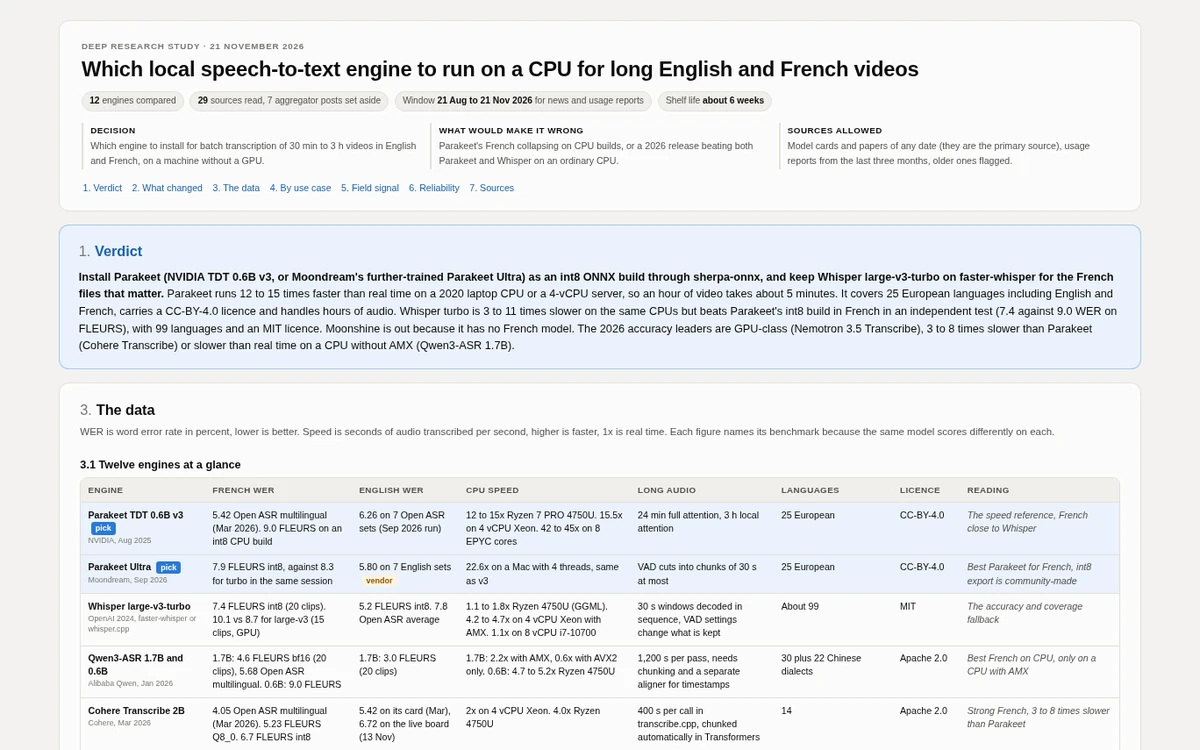 DEEP RESEARCH STUDY · 21 NOVEMBER 2026
Which local speech-to-text engine to run on a CPU for long English and French videos
12 engines compared
29 sources read, 7 aggregator posts set aside
Window 21 Aug to 21 Nov 2026 for news and usage reports
Shelf life about 6 weeks
DECISION
Which engine to install for batch transcription of 30 min to 3 h videos in English
and French, on a machine without a GPU.
WHAT WOULD MAKE IT WRONG
Parakeet's French collapsing on CPU builds, or a 2026 release beating both
Parakeet and Whisper on an ordinary CPU.
SOURCES ALLOWED
Model cards and papers of any date (they are the primary source), usage
reports from the last three months, older ones flagged.
1. Verdict 2. What changed 3. The data 4. By use case 5. Field signal 6. Reliability 7. Sources
1. Verdict
Install Parakeet (NVIDIA TDT 0.6B v3, or Moondream's further-trained Parakeet Ultra) as an int8 ONNX build through sherpa-onnx, and keep Whisper large-v3-turbo on faster-whisper for the French
files that matter. Parakeet runs 12 to 15 times faster than real time on a 2020 laptop CPU or a 4-vCPU server, so an hour of video takes about 5 minutes. It covers 25 European languages including English and
French, carries a CC-BY-4.0 licence and handles hours of audio. Whisper turbo is 3 to 11 times slower on the same CPUs but beats Parakeet's int8 build in French in an independent test (7.4 against 9.0 WER on
FLEURS), with 99 languages and an MIT licence. Moonshine is out because it has no French model. The 2026 accuracy leaders are GPU-class (Nemotron 3.5 Transcribe), 3 to 8 times slower than Parakeet
(Cohere Transcribe) or slower than real time on a CPU without AMX (Qwen3-ASR 1.7B).
3. The data
WER is word error rate in percent, lower is better. Speed is seconds of audio transcribed per second, higher is faster, 1x is real time. Each figure names its benchmark because the same model scores differently on each.
3.1 Twelve engines at a glance
ENGINE FRENCH WER ENGLISH WER CPU SPEED LONG AUDIO LANGUAGES LICENCE READING
Parakeet TDT 0.6B v3
pick
NVIDIA, Aug 2025
5.42 Open ASR multilingual
(Mar 2026). 9.0 FLEURS on an
int8 CPU build
6.26 on 7 Open ASR
sets (Sep 2026 run)
12 to 15x Ryzen 7 PRO 4750U. 15.5x
on 4 vCPU Xeon. 42 to 45x on 8
EPYC cores
24 min full attention, 3 h local
attention
25 European
CC-BY-4.0
The speed reference, French
close to Whisper
Parakeet Ultra pick
Moondream, Sep 2026
7.9 FLEURS int8, against 8.3
for turbo in the same session
5.80 on 7 English sets
vendor
22.6x on a Mac with 4 threads, same
as v3
VAD cuts into chunks of 30 s
at most
25 European
CC-BY-4.0
Best Parakeet for French, int8
export is community-made
Whisper large-v3-turbo
OpenAI 2024, faster-whisper or
whisper.cpp
7.4 FLEURS int8 (20 clips).
10.1 vs 8.7 for large-v3 (15
clips, GPU)
5.2 FLEURS int8. 7.8
Open ASR average
1.1 to 1.8x Ryzen 4750U (GGML).
4.2 to 4.7x on 4 vCPU Xeon with
AMX. 1.1x on 8 vCPU i7-10700
30 s windows decoded in
sequence, VAD settings
change what is kept
About 99
MIT
The accuracy and coverage
fallback
Qwen3-ASR 1.7B and
0.6B
Alibaba Qwen, Jan 2026
1.7B: 4.6 FLEURS bf16 (20
clips), 5.68 Open ASR
multilingual. 0.6B: 9.0 FLEURS
1.7B: 3.0 FLEURS
(20 clips)
1.7B: 2.2x with AMX, 0.6x with AVX2
only. 0.6B: 4.7 to 5.2x Ryzen 4750U
1,200 s per pass, needs
chunking and a separate
aligner for timestamps
30 plus 22 Chinese
dialects
Apache 2.0
Best French on CPU, only on a
CPU with AMX
Cohere Transcribe 2B
Cohere, Mar 2026
4.05 Open ASR multilingual
(Mar 2026). 5.23 FLEURS
Q8_0. 6.7 FLEURS int8
5.42 on its card (Mar),
6.72 on the live board
(13 Nov)
2x on 4 vCPU Xeon. 4.0x Ryzen
4750U
400 s per call in
transcribe.cpp, chunked
automatically in Transformers
14
Apache 2.0
Strong French, 3 to 8 times slower
than Parakeet